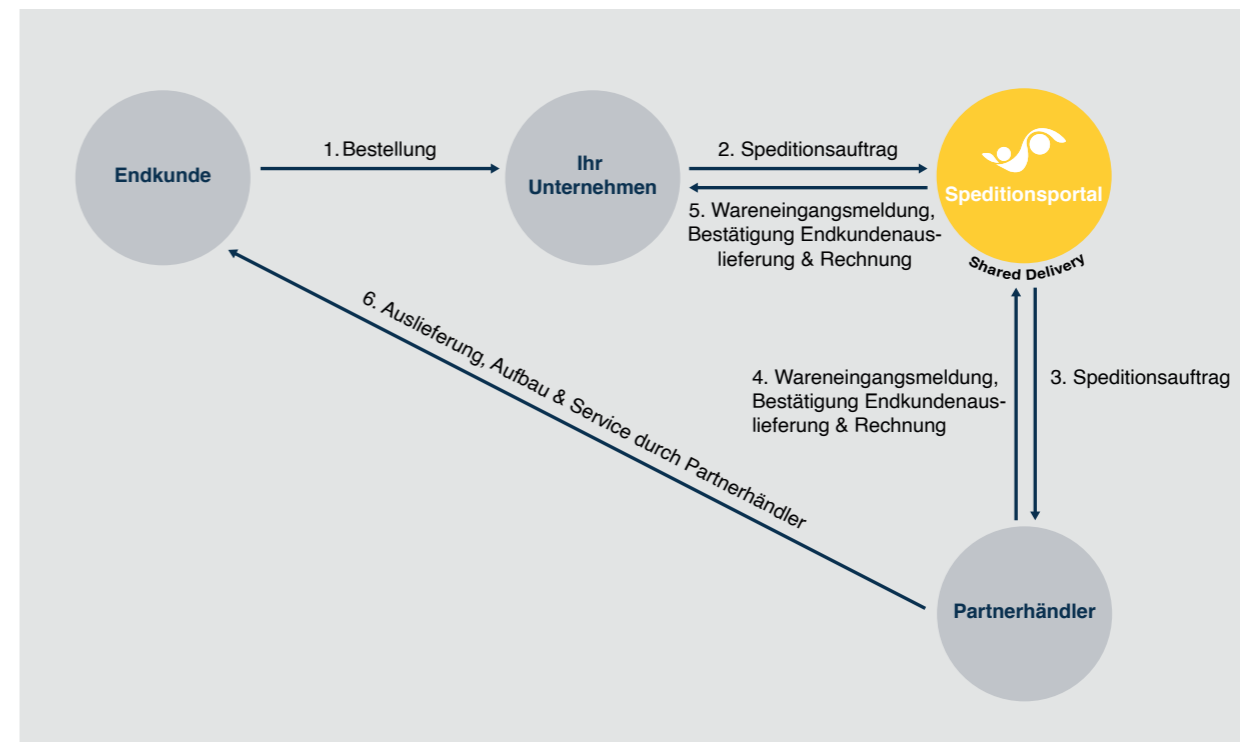 Endkunde
1. Bestellung
Ihr
Unternehmen
2. Speditionsauftrag
5. Wareneingangsmeldung,
Bestätigung Endkundenaus-
lieferung & Rechnung
Speditionsportal
Shared Delivery
6. Auslieferung, Aufbau & Service durch Partnerhändler
4. Wareneingangsmeldung,
Bestätigung Endkundenaus-
lieferung & Rechnung
3. Speditionsauftrag
Partnerhändler